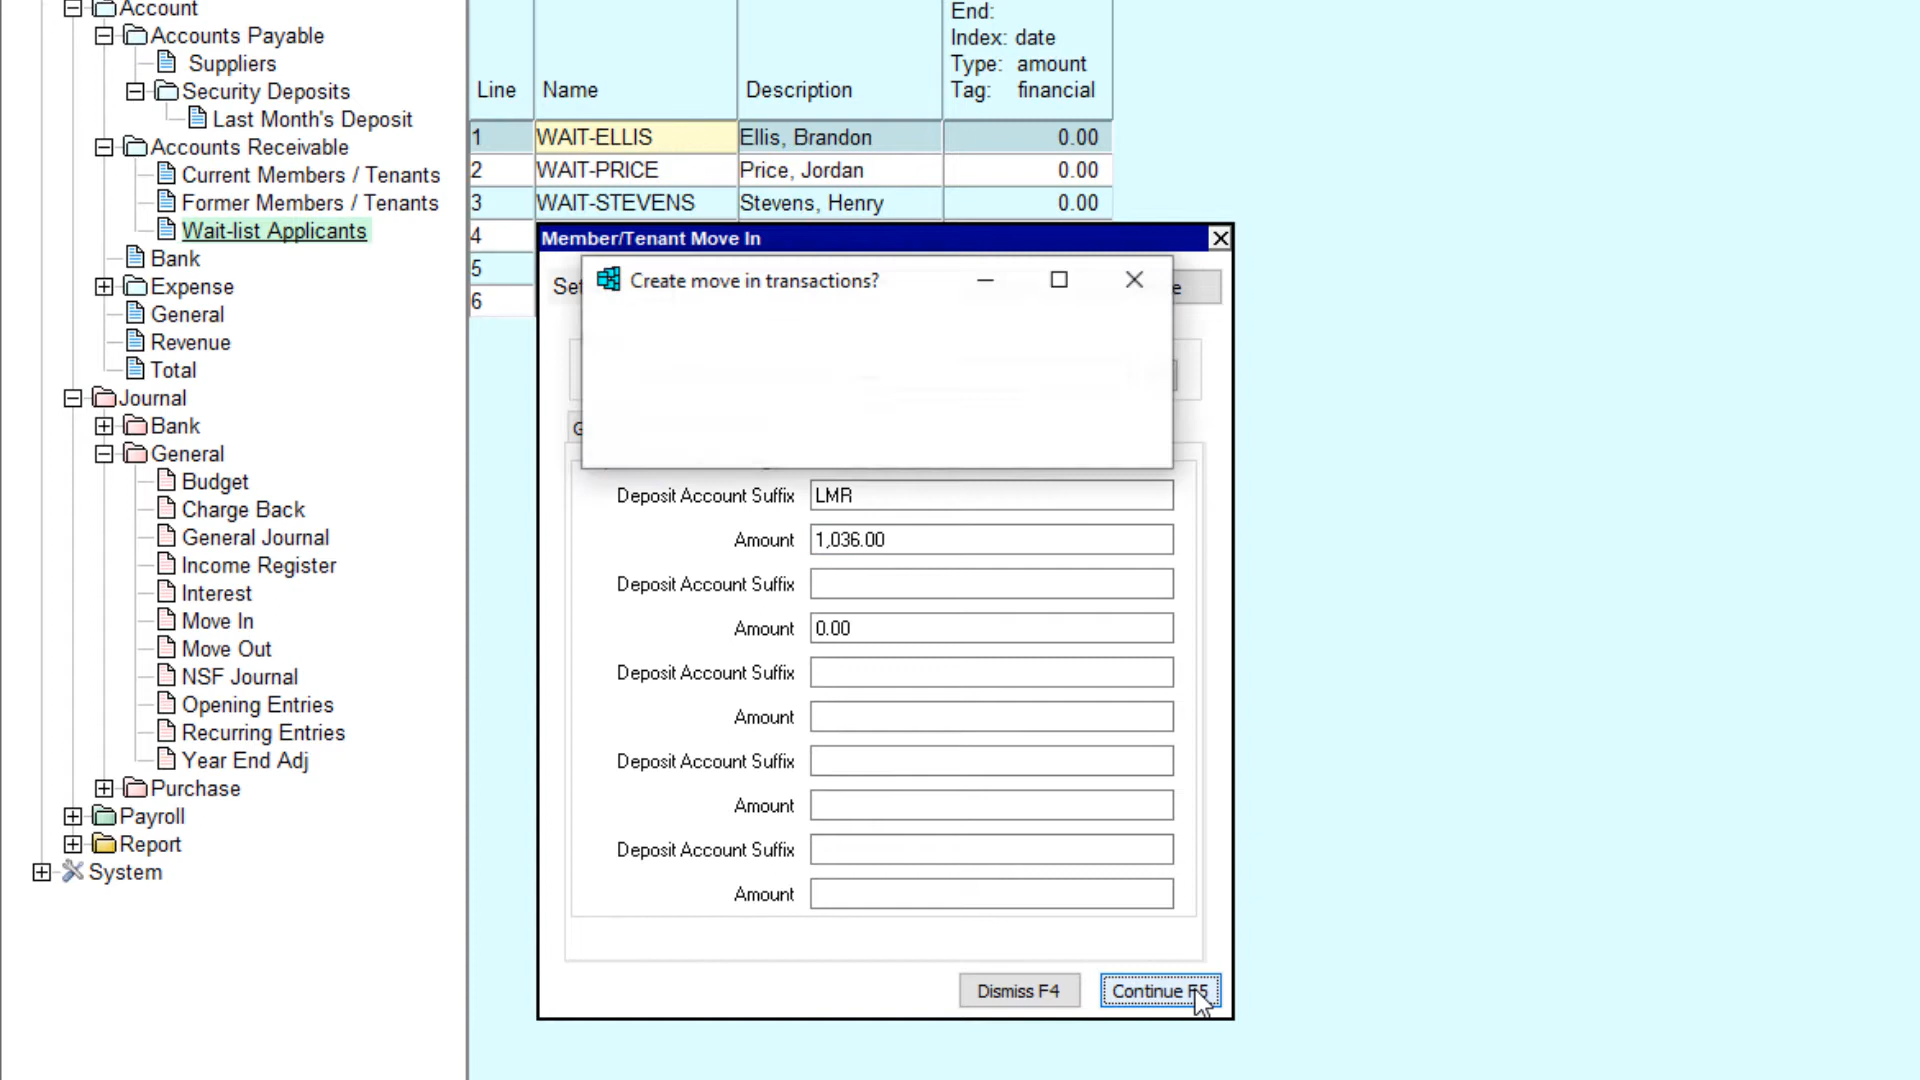 Account
Accounts Payable
Suppliers
Security Deposits
Last Month's Deposit
Accounts Receivable
Current Members / Tenants
Former Members / Tenants
Wait-list Applicants
Bank
Expense
General
Revenue
Total
Journal
Bank
General
Budget
Charge Back
General Journal
Income Register
Interest
Move In
Move Out
NSF Journal
Opening Entries
Recurring Entries
Year End Adj
Purchase
Payroll
Report
System
End:
Index: date
Type: amount
Line Name Description Tag: financial
1 WAIT-ELLIS Ellis, Brandon 0.00
2 WAIT-PRICE Price, Jordan 0.00
3 WAIT-STEVENS Stevens, Henry 0.00
4
5
6
Member/Tenant Move In
Create move in transactions?
Deposit Account Suffix LMR
Amount 1,036.00
Deposit Account Suffix
Amount 0.00
Deposit Account Suffix
Amount
Deposit Account Suffix
Amount
Deposit Account Suffix
Amount
Dismiss F4 Continue F5